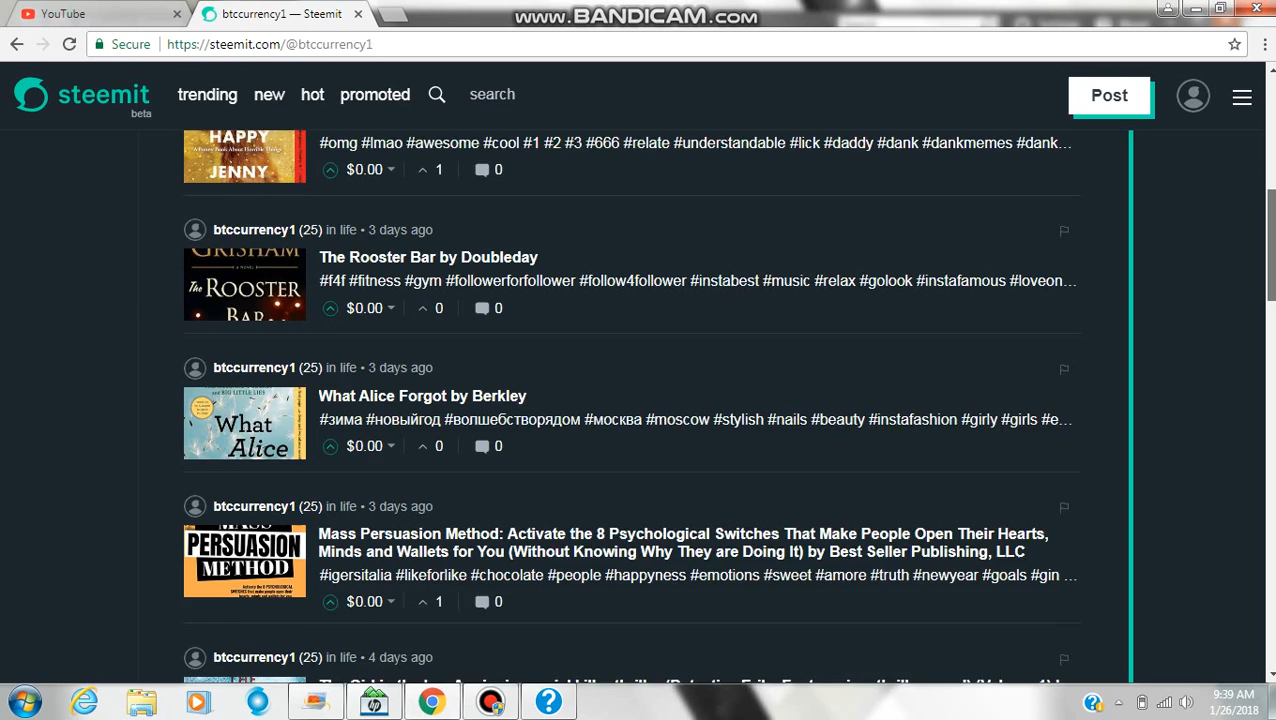 YouTube
btccurrency1 — Steemit
www.BANDICAM.com
Secure
https://steemit.com/@btccurrency1
steemit
beta
trending new hot promoted search
Post
HAPPY
A Funny Book About Horrible Things
JENNY
#omg #lmao #awesome #cool #1 #2 #3 #666 #relate #understandable #lick #daddy #dank #dankmemes #dank…
$0.00 1 0
btccurrency1 (25) in life • 3 days ago
GRISHAM
The ROOSTER
BAR
The Rooster Bar by Doubleday
#f4f #fitness #gym #followerforfollower #follow4follower #instabest #music #relax #golook #instafamous #loveon…
$0.00 0 0
btccurrency1 (25) in life • 3 days ago
What
Alice
What Alice Forgot by Berkley
#зима #новыйгод #волшебстворядом #москва #moscow #stylish #nails #beauty #instafashion #girly #girls #e…
$0.00 0 0
btccurrency1 (25) in life • 3 days ago
MASS
PERSUASION
METHOD
Mass Persuasion Method: Activate the 8 Psychological Switches That Make People Open Their Hearts,
Minds and Wallets for You (Without Knowing Why They are Doing It) by Best Seller Publishing, LLC
#igersitalia #likeforlike #chocolate #people #happyness #emotions #sweet #amore #truth #newyear #goals #gin …
$0.00 1 0
btccurrency1 (25) in life • 4 days ago
9:39 AM
1/26/2018